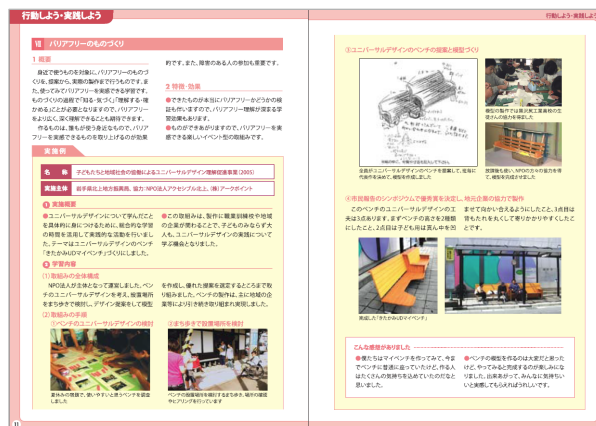 行動しよう・実践しよう
行動しよう・実践しよう
VII バリアフリーのものづくり
1 概要
身近で使うものを対象に、バリアフリーのものづ
くりを、提案から、実際の製作まで行うものです。ま
た、使ってみてバリアフリーを実感できる学習です。
ものづくりの過程で「知る・気づく」「理解する・確
かめる」ことが必要となりますので、バリアフリー
をより広く、深く理解できることも期待できます。
作るものは、誰もが使う身近なもので、バリア
フリーを実感できるものを取り上げるのが効果
的です。また、障害のある人の参加も重要です。
2 特徴・効果
●できたものが本当にバリアフリーかどうかの検
証も行いますので、バリアフリー理解が深まる学
習効果もあります。
●ものができあがりますので、バリアフリーを実
感できる楽しいイベント型の取組みです。
実施例
名 称 子どもたちと地域社会の協働によるユニバーサルデザイン理解促進事業(2005)
実施主体 岩手県北上地方振興局、協力:NPO法人アクセシブル北上、(株)アークポイント
❶ 実施概要
●ユニバーサルデザインについて学んだこと
を具体的に身につけるために、総合的な学習
の時間を活用して実践的な活動を行いまし
た。テーマはユニバーサルデザインのベンチ
「きたかみUDマイベンチ」づくりにしました。
●この取組みは、製作に職業訓練校や地域
の企業が関わることで、子どものみならず大
人も、ユニバーサルデザインの実践について
学ぶ機会となりました。
❷ 学習内容
(1)取組みの全体構成
NPO法人が主体となって運営しました。ベン
チのユニバーサルデザインを考え、設置場所
をまち歩きで検討し、デザイン提案をして模型
を作成し、優れた提案を選定するところまで取
り組みました。ベンチの製作は、主に地域の企
業等により引き続き取り組まれ実現しました。
(2)取組みの手順
①ベンチのユニバーサルデザインの検討
②まち歩きで設置場所を検討
夏休みの宿題で、使いやすいと思うベンチを調査
しました
ベンチの設置場所を検討するまち歩き、場所の確認
やヒアリングを行っています
11
③ユニバーサルデザインのベンチの提案と模型づくり
全員がユニバーサルデザインのベンチを提案して、班毎に
代表作を決めて、模型を作成しました
模型の製作では黒沢尻工業高校の生
徒さんの協力を得ました
放課後も使い、NPOの方々の協力を得
て、模型を完成させました
④市民報告のシンポジウムで優秀賞を決定し、地元企業の協力で製作
このベンチのユニバーサルデザインの工
夫は3点あります。まずベンチの高さを2種類
にしたこと、2点目は子ども用は真ん中を凹
ませて向かい合えるようにしたこと、3点目は
背もたれを丸くして寄りかかりやすくしたこ
とです。
完成した「きたかみUDマイベンチ」
こんな感想がありました
●僕たちはマイベンチを作ってみて、今ま
でベンチに普通に座っていたけど、作る人
はたくさんの気持ちを込めていたのだなと
思いました。
●ベンチの模型を作るのは大変だと思った
けど、やってみると完成するのが楽しみにな
りました。出来あがって、みんなに気持ちい
いと実感してもらえればうれしいです。